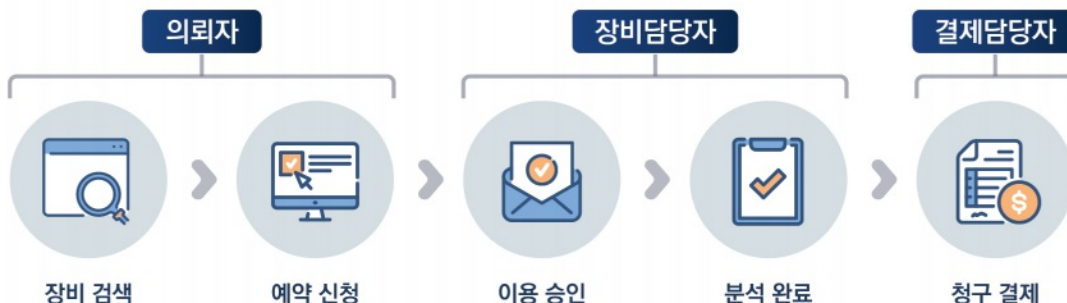 의뢰자
장비담당자
결제담당자
장비 검색
예약 신청
이용 승인
분석 완료
청구 결제
$